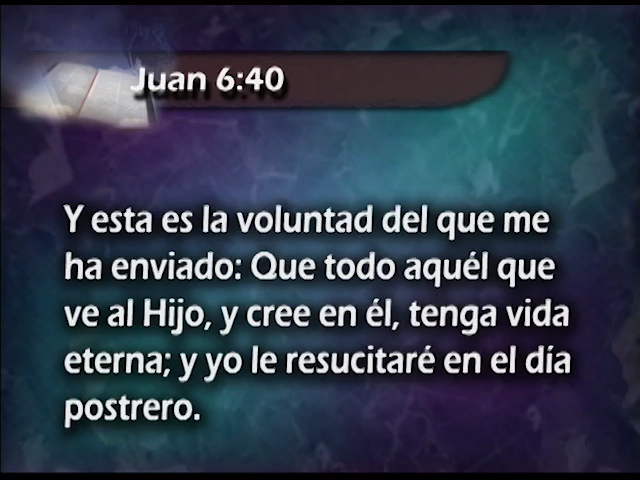 Juan 6:40
Y esta es la voluntad del que me
ha enviado: Que todo aquél que
ve al Hijo, y cree en él, tenga vida
eterna; y yo le resucitaré en el día
postrero.